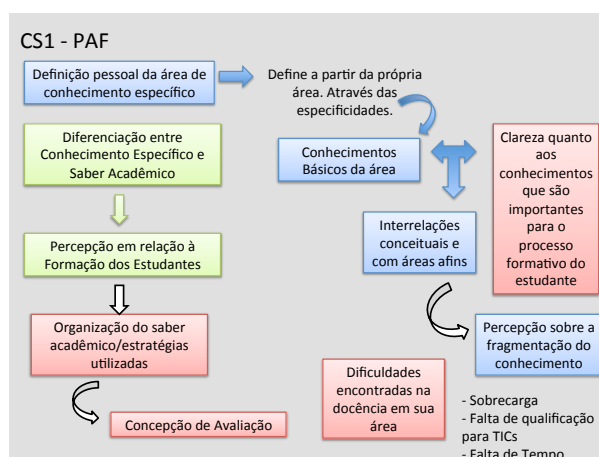 CS1 - PAF
Definição pessoal da área de
conhecimento específico
Define a partir da própria
área. Através das
especificidades.
Diferenciação entre
Conhecimento Específico e
Saber Acadêmico
Conhecimentos
Básicos da área
Clareza quanto
aos
conhecimentos
que são
importantes
para o
processo
formativo do
estudante
Percepção em relação à
Formação dos Estudantes
Interrelações
conceituais e
com áreas afins
Organização do saber
acadêmico/estratégias
utilizadas
Percepção sobre a
fragmentação do
conhecimento
Dificuldades
encontradas na
docência em sua
área
Concepção de Avaliação
- Sobrecarga
- Falta de qualificação
para TICs
- Falta de Tempo